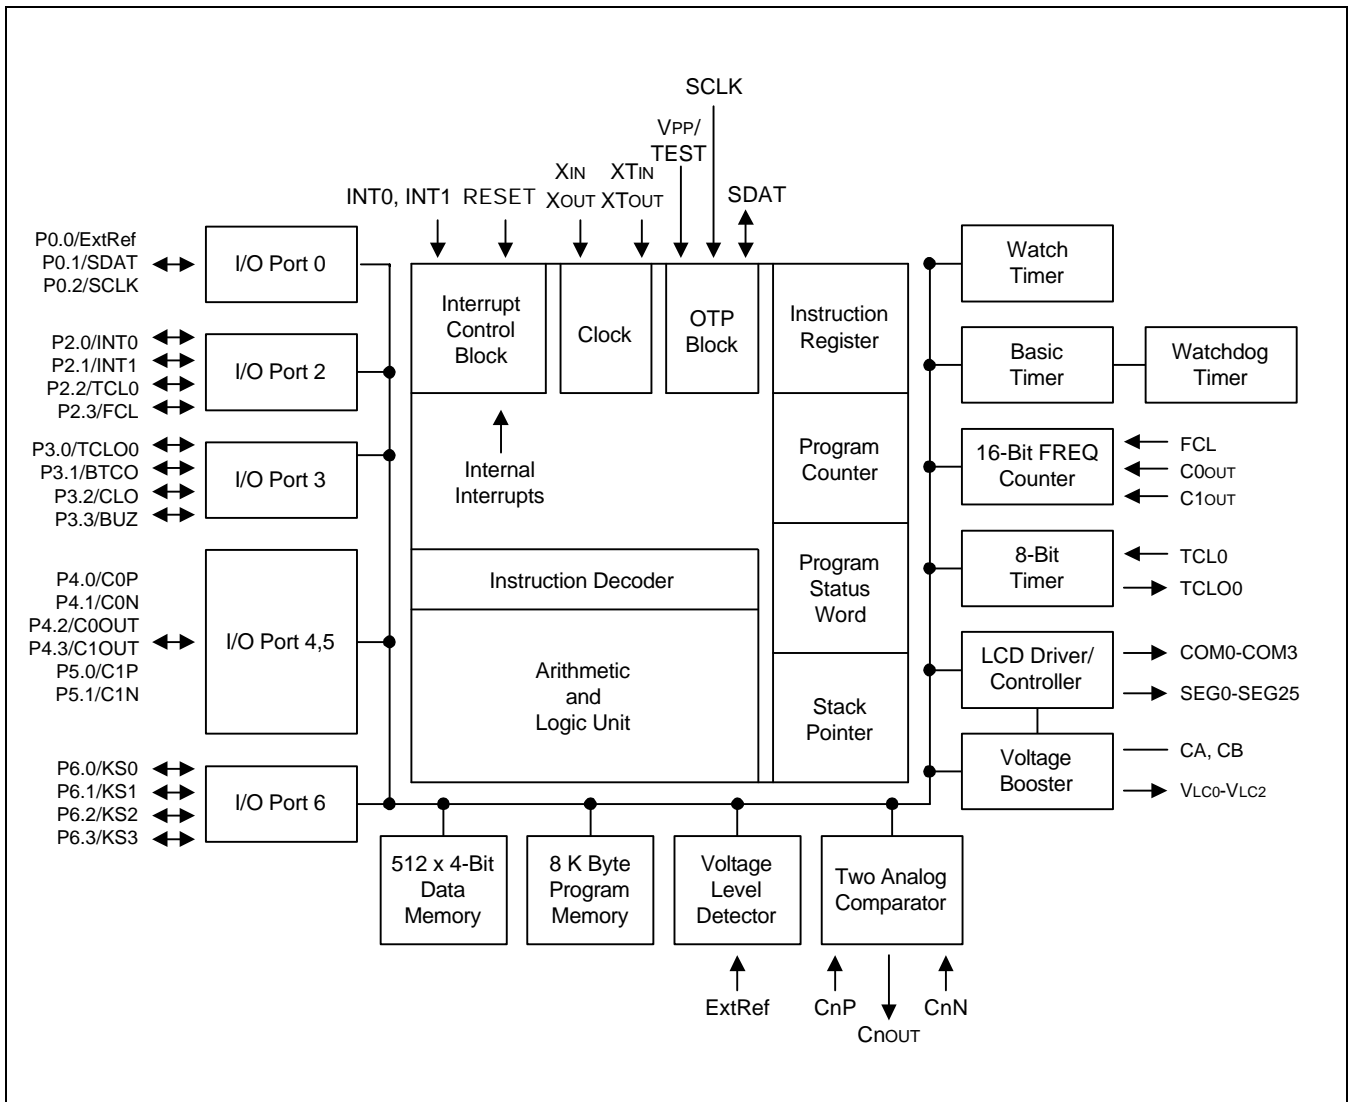 SCLK
VPP/
TEST
XIN
XOUT
XTIN
XTOUT
SDAT
INT0, INT1
RESET
P0.0/ExtRef
P0.1/SDAT
P0.2/SCLK
I/O Port 0
P2.0/INT0
P2.1/INT1
P2.2/TCL0
P2.3/FCL
I/O Port 2
P3.0/TCLO0
P3.1/BTCO
P3.2/CLO
P3.3/BUZ
I/O Port 3
P4.0/C0P
P4.1/C0N
P4.2/C0OUT
P4.3/C1OUT
P5.0/C1P
P5.1/C1N
I/O Port 4,5
P6.0/KS0
P6.1/KS1
P6.2/KS2
P6.3/KS3
I/O Port 6
Interrupt
Control
Block
Clock
OTP
Block
Instruction
Register
Internal
Interrupts
Program
Counter
Instruction Decoder
Program
Status
Word
Arithmetic
and
Logic Unit
Stack
Pointer
Watch
Timer
Basic
Timer
Watchdog
Timer
16-Bit FREQ
Counter
FCL
C0OUT
C1OUT
8-Bit
Timer
TCL0
TCLO0
LCD Driver/
Controller
COM0-COM3
SEG0-SEG25
Voltage
Booster
CA, CB
VLC0-VLC2
512 x 4-Bit
Data
Memory
8 K Byte
Program
Memory
Voltage
Level
Detector
Two Analog
Comparator
ExtRef
CnP
CnOUT
CnN